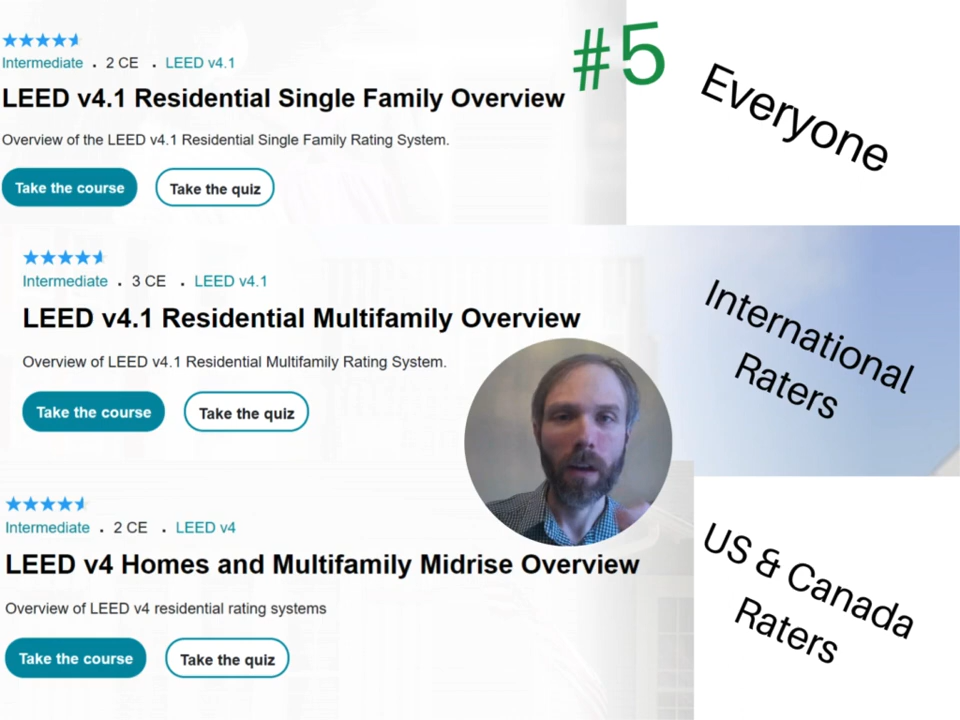 #5
Everyone
Intermediate . 2 CE . LEED v4.1
LEED v4.1 Residential Single Family Overview
Overview of the LEED v4.1 Residential Single Family Rating System.
Take the course
Take the quiz
International
Raters
Intermediate . 3 CE . LEED v4.1
LEED v4.1 Residential Multifamily Overview
Overview of LEED v4.1 Residential Multifamily Rating System.
Take the course
Take the quiz
US & Canada
Raters
Intermediate . 2 CE . LEED v4
LEED v4 Homes and Multifamily Midrise Overview
Overview of LEED v4 residential rating systems
Take the course
Take the quiz